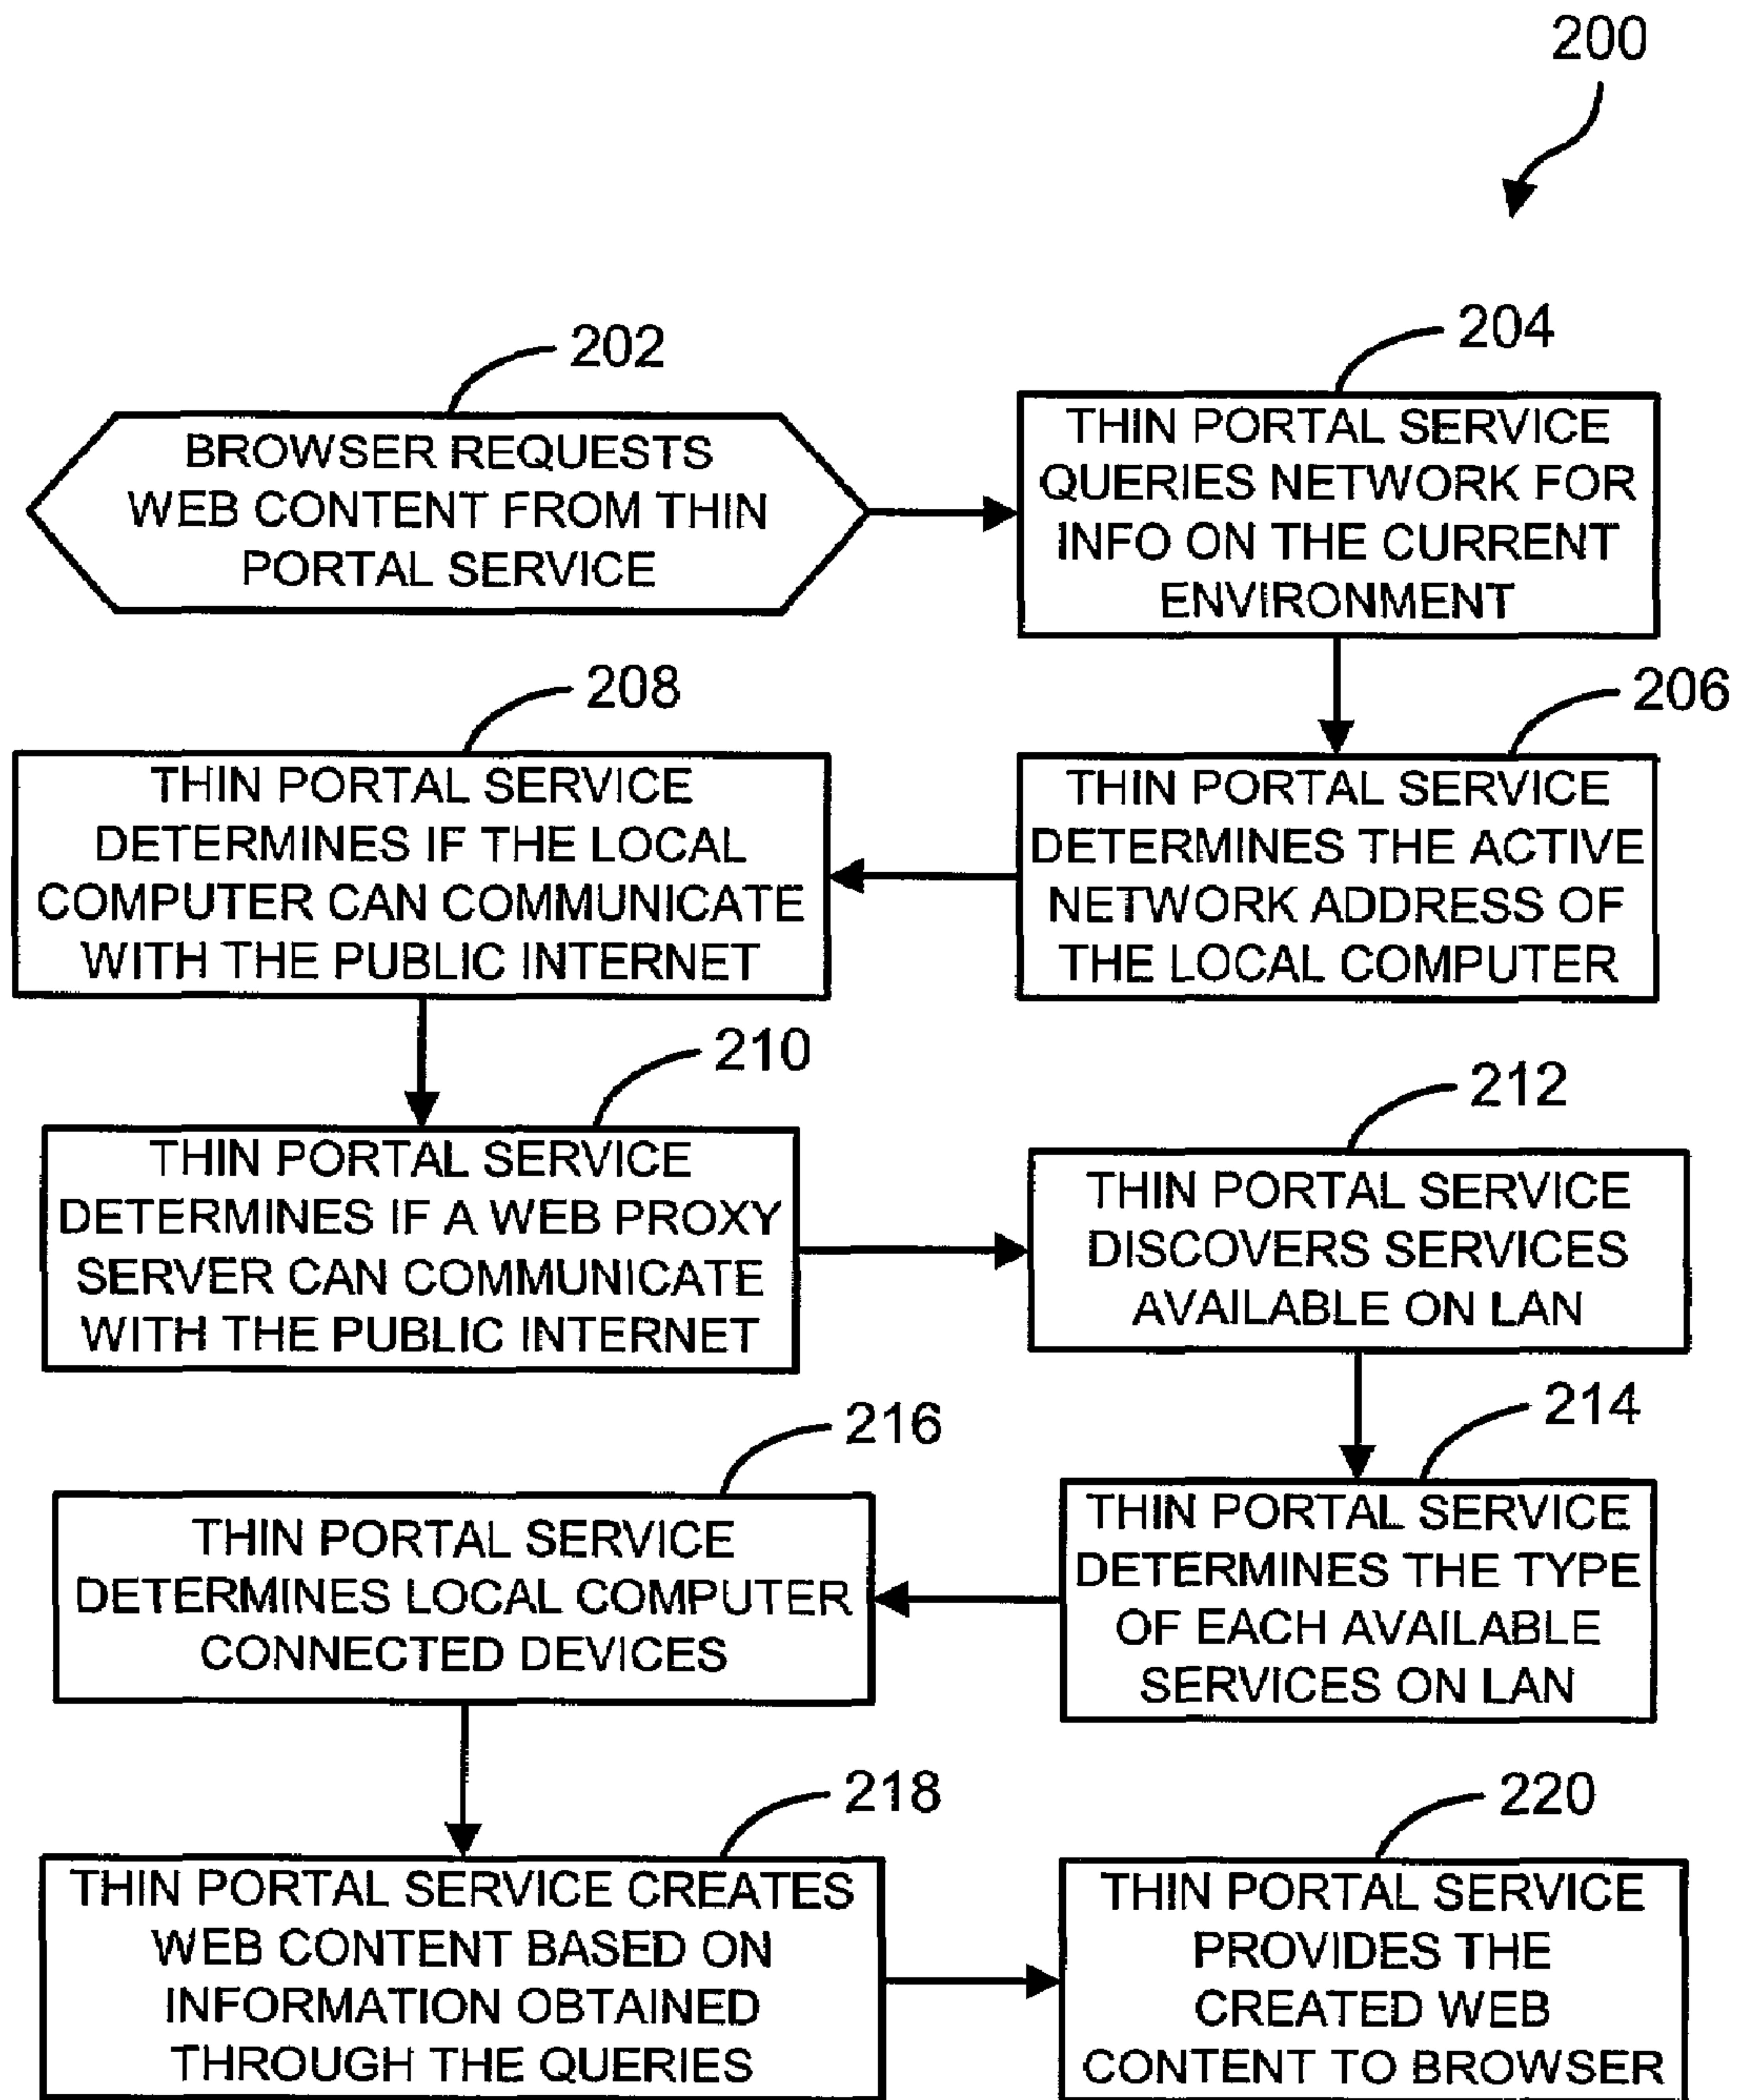 200
202
BROWSER REQUESTS
WEB CONTENT FROM THIN
PORTAL SERVICE
204
THIN PORTAL SERVICE
QUERIES NETWORK FOR
INFO ON THE CURRENT
ENVIRONMENT
206
THIN PORTAL SERVICE
DETERMINES THE ACTIVE
NETWORK ADDRESS OF
THE LOCAL COMPUTER
208
THIN PORTAL SERVICE
DETERMINES IF THE LOCAL
COMPUTER CAN COMMUNICATE
WITH THE PUBLIC INTERNET
210
THIN PORTAL SERVICE
DETERMINES IF A WEB PROXY
SERVER CAN COMMUNICATE
WITH THE PUBLIC INTERNET
212
THIN PORTAL SERVICE
DISCOVERS SERVICES
AVAILABLE ON LAN
214
THIN PORTAL SERVICE
DETERMINES THE TYPE
OF EACH AVAILABLE
SERVICES ON LAN
216
THIN PORTAL SERVICE
DETERMINES LOCAL COMPUTER
CONNECTED DEVICES
218
THIN PORTAL SERVICE CREATES
WEB CONTENT BASED ON
INFORMATION OBTAINED
THROUGH THE QUERIES
220
THIN PORTAL SERVICE
PROVIDES THE
CREATED WEB
CONTENT TO BROWSER